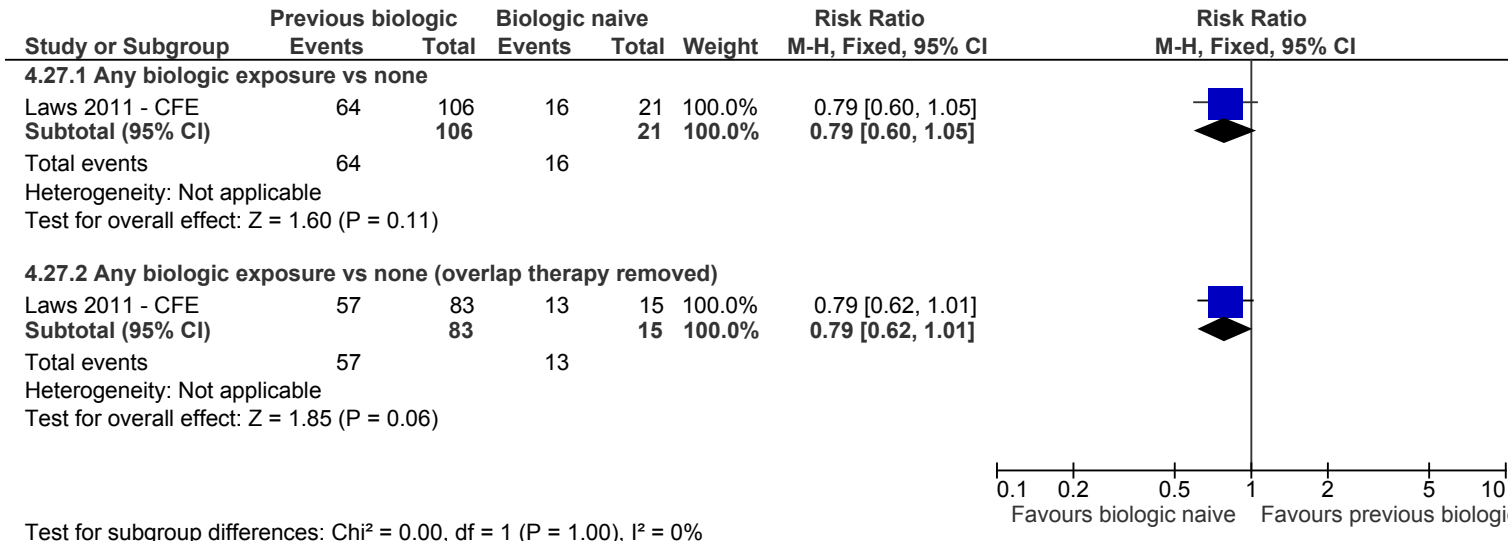 Previous biologic Biologic naive Risk Ratio Risk Ratio
Study or Subgroup Events Total Events Total Weight M-H, Fixed, 95% CI M-H, Fixed, 95% CI
4.27.1 Any biologic exposure vs none
Laws 2011 - CFE 64 106 16 21 100.0% 0.79 [0.60, 1.05]
Subtotal (95% CI) 106 21 100.0% 0.79 [0.60, 1.05]
Total events 64 16
Heterogeneity: Not applicable
Test for overall effect: Z = 1.60 (P = 0.11)
4.27.2 Any biologic exposure vs none (overlap therapy removed)
Laws 2011 - CFE 57 83 13 15 100.0% 0.79 [0.62, 1.01]
Subtotal (95% CI) 83 15 100.0% 0.79 [0.62, 1.01]
Total events 57 13
Heterogeneity: Not applicable
Test for overall effect: Z = 1.85 (P = 0.06)
0.1 0.2 0.5 1 2 5 10
Favours biologic naive Favours previous biologi
Test for subgroup differences: Chi² = 0.00, df = 1 (P = 1.00), I² = 0%